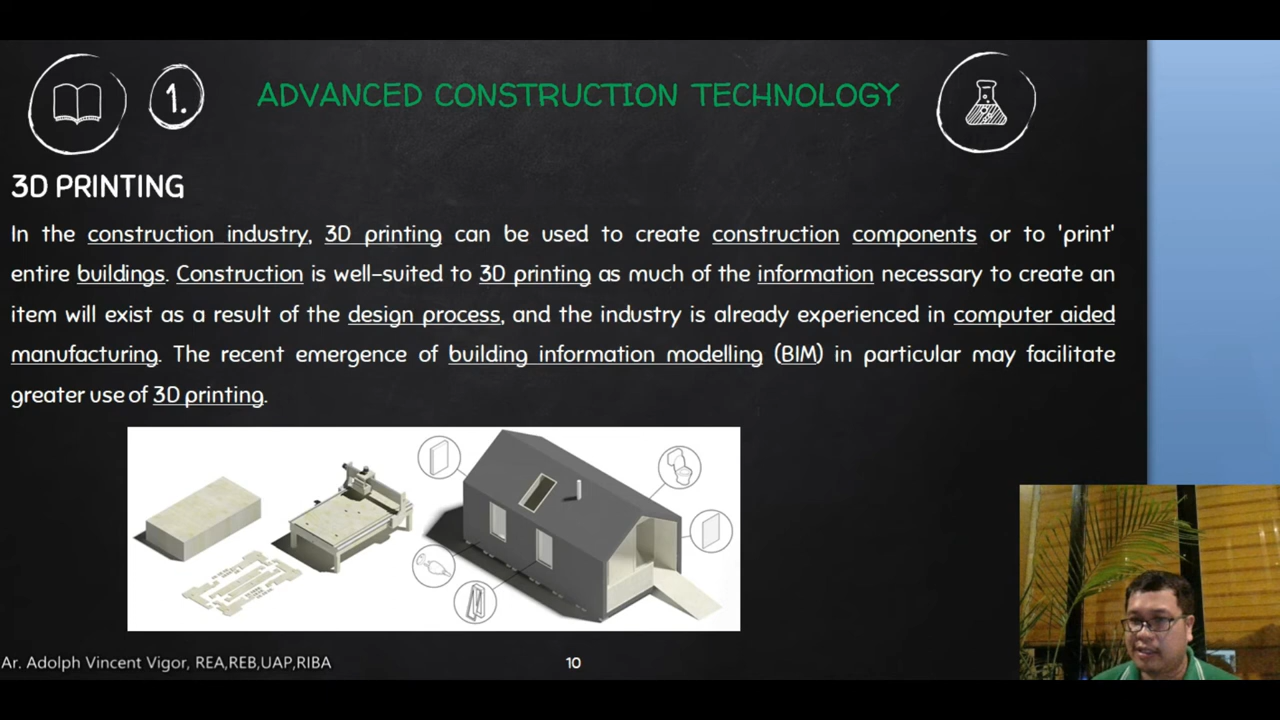 1.
ADVANCED CONSTRUCTION TECHNOLOGY
3D PRINTING
In the construction industry, 3D printing can be used to create construction components or to 'print'
entire buildings. Construction is well-suited to 3D printing as much of the information necessary to create an
item will exist as a result of the design process, and the industry is already experienced in computer aided
manufacturing. The recent emergence of building information modelling (BIM) in particular may facilitate
greater use of 3D printing.
Ar. Adolph Vincent Vigor, REA,REB,UAP,RIBA
10